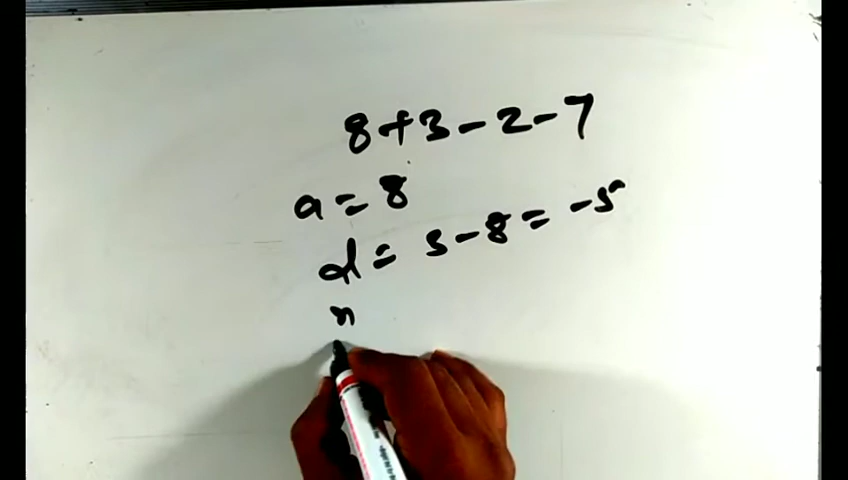 8+3-2-7
a=8
d= 3-8= -5
n